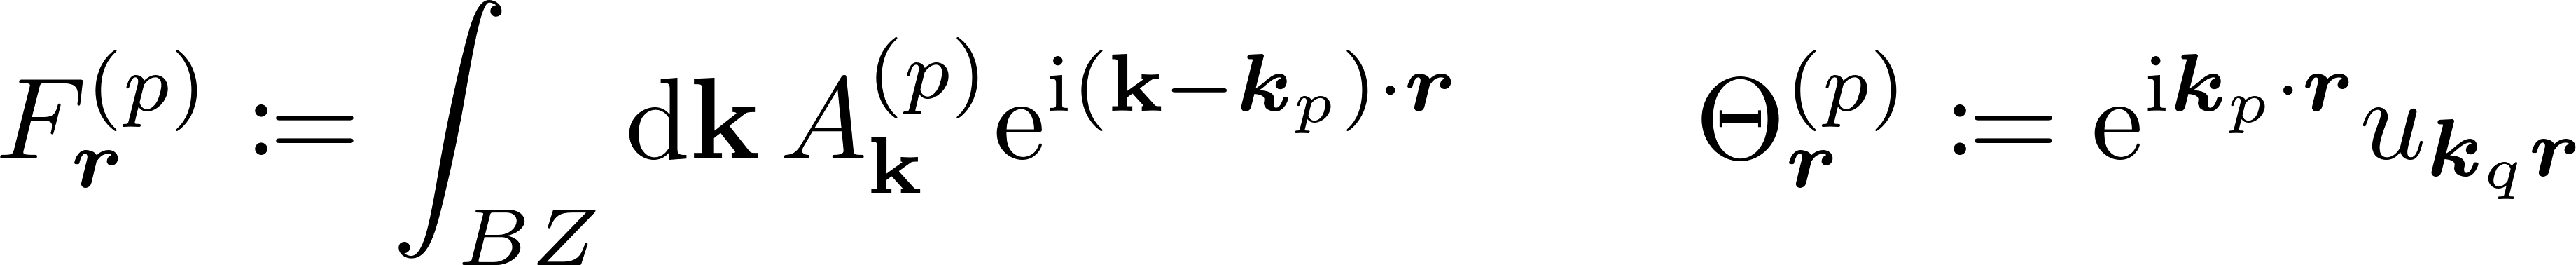 $F_{\boldsymbol{r}}^{(p)} := \int_{BZ} \mathrm{d}\mathbf{k}\, A_{\mathbf{k}}^{(p)} \mathrm{e}^{\mathrm{i}(\mathbf{k}-\boldsymbol{k}_p)\cdot\boldsymbol{r}} \qquad \Theta_{\boldsymbol{r}}^{(p)} := \mathrm{e}^{\mathrm{i}\boldsymbol{k}_p\cdot\boldsymbol{r}} u_{\boldsymbol{k}_q\boldsymbol{r}}$